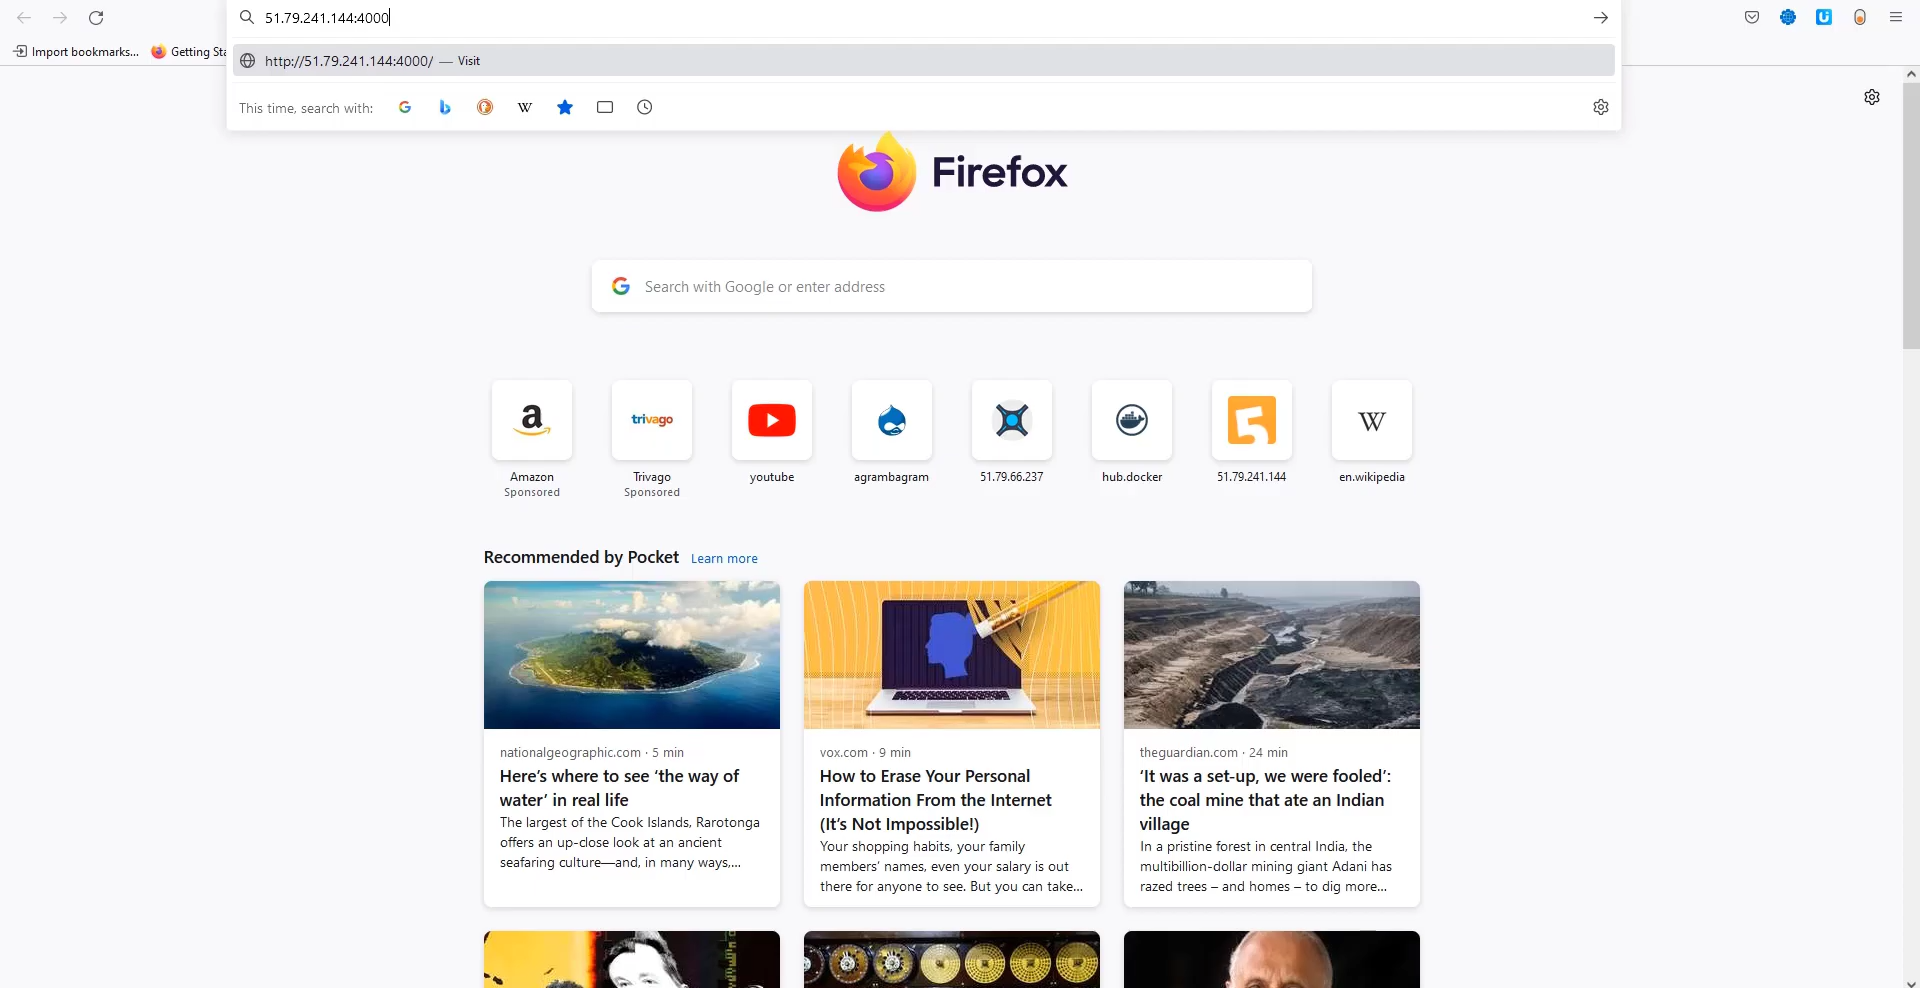 51.79.241.144:4000
Import bookmarks...
Getting Sta
http://51.79.241.144:4000/ — Visit
This time, search with:
Firefox
Search with Google or enter address
trivago
Amazon
Sponsored
Trivago
Sponsored
youtube
agrambagram
51.79.66.237
hub.docker
51.79.241.144
en.wikipedia
Recommended by Pocket Learn more
nationalgeographic.com · 5 min
Here’s where to see ‘the way of
water’ in real life
The largest of the Cook Islands, Rarotonga
offers an up-close look at an ancient
seafaring culture—and, in many ways,...
vox.com · 9 min
How to Erase Your Personal
Information From the Internet
(It’s Not Impossible!)
Your shopping habits, your family
members’ names, even your salary is out
there for anyone to see. But you can take...
theguardian.com · 24 min
‘It was a set-up, we were fooled’:
the coal mine that ate an Indian
village
In a pristine forest in central India, the
multibillion-dollar mining giant Adani has
razed trees – and homes – to dig more...